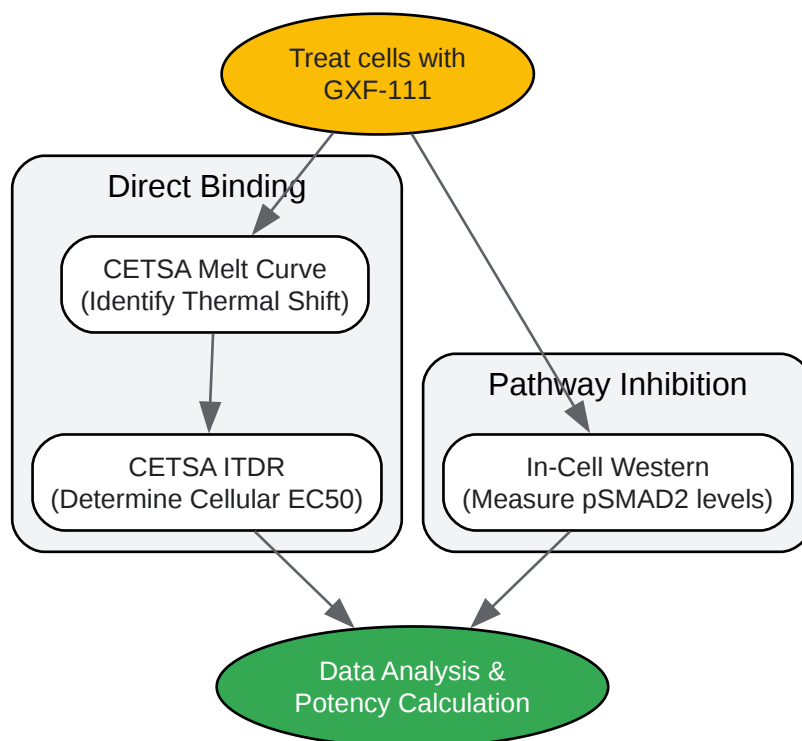 Treat cells with
GXF-111
Direct Binding
CETSA Melt Curve
(Identify Thermal Shift)
Pathway Inhibition
CETSA ITDR
(Determine Cellular EC50)
In-Cell Western
(Measure pSMAD2 levels)
Data Analysis &
Potency Calculation